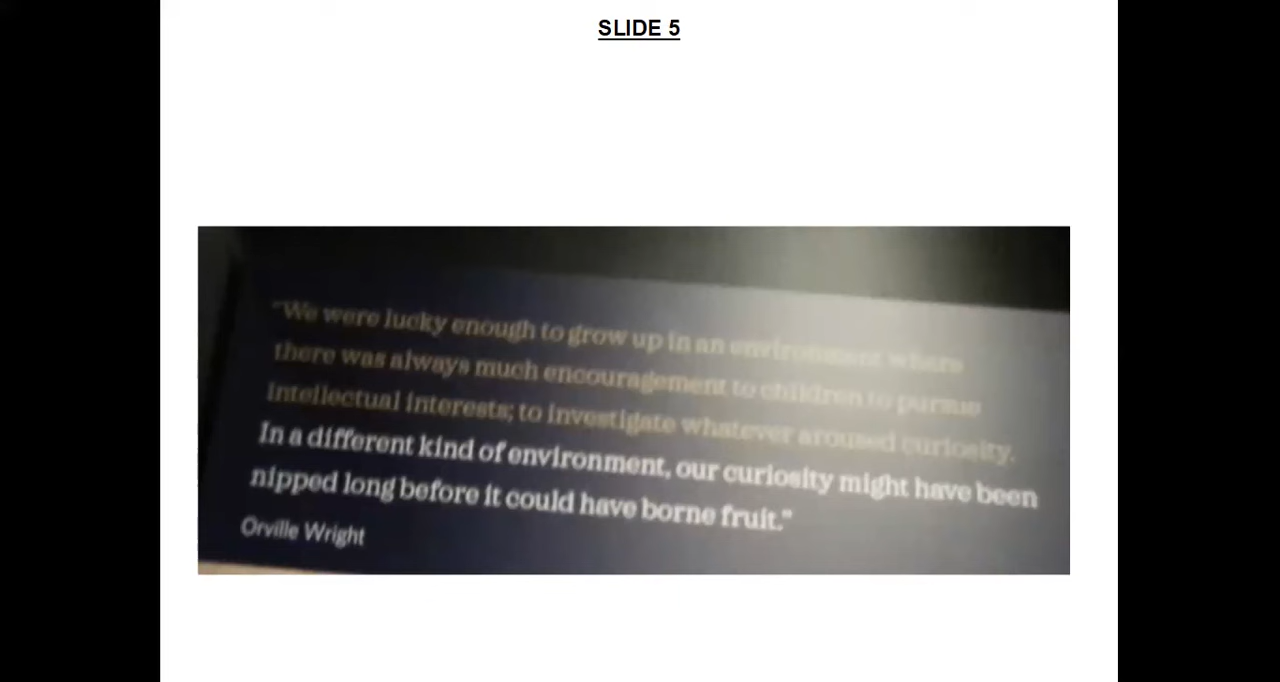 SLIDE 5
"We were lucky enough to grow up in an environment where
there was always much encouragement to children to pursue
intellectual interests; to investigate whatever aroused curiosity.
In a different kind of environment, our curiosity might have been
nipped long before it could have borne fruit."
Orville Wright